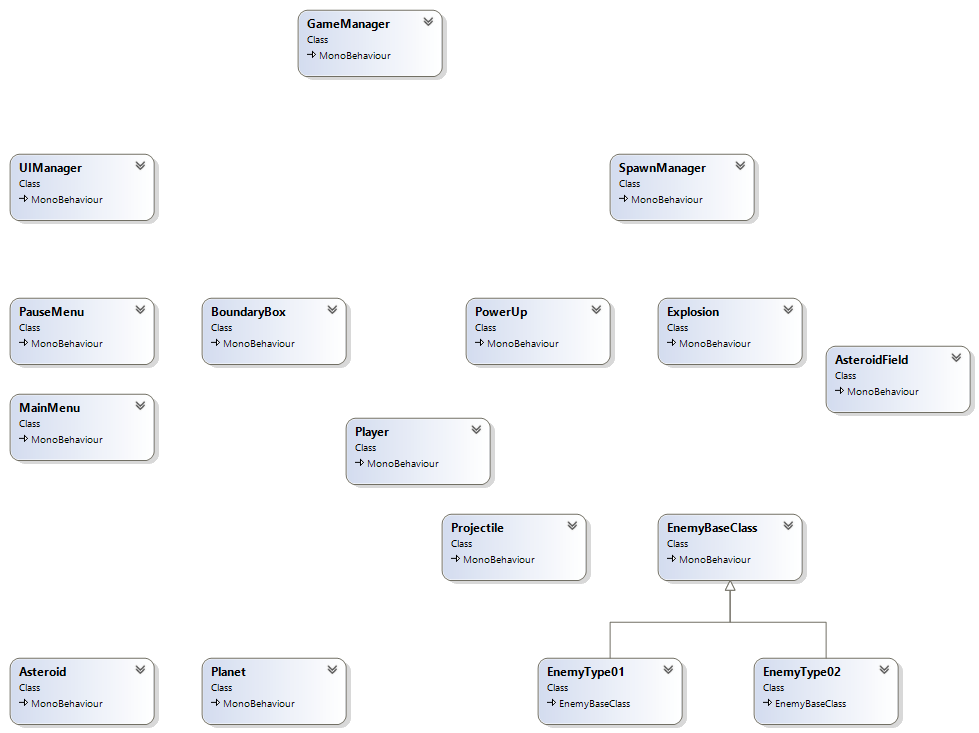 GameManager
Class
MonoBehaviour
UIManager
Class
MonoBehaviour
SpawnManager
Class
MonoBehaviour
PauseMenu
Class
MonoBehaviour
BoundaryBox
Class
MonoBehaviour
PowerUp
Class
MonoBehaviour
Explosion
Class
MonoBehaviour
AsteroidField
Class
MonoBehaviour
MainMenu
Class
MonoBehaviour
Player
Class
MonoBehaviour
Projectile
Class
MonoBehaviour
EnemyBaseClass
Class
MonoBehaviour
Asteroid
Class
MonoBehaviour
Planet
Class
MonoBehaviour
EnemyType01
Class
EnemyBaseClass
EnemyType02
Class
EnemyBaseClass